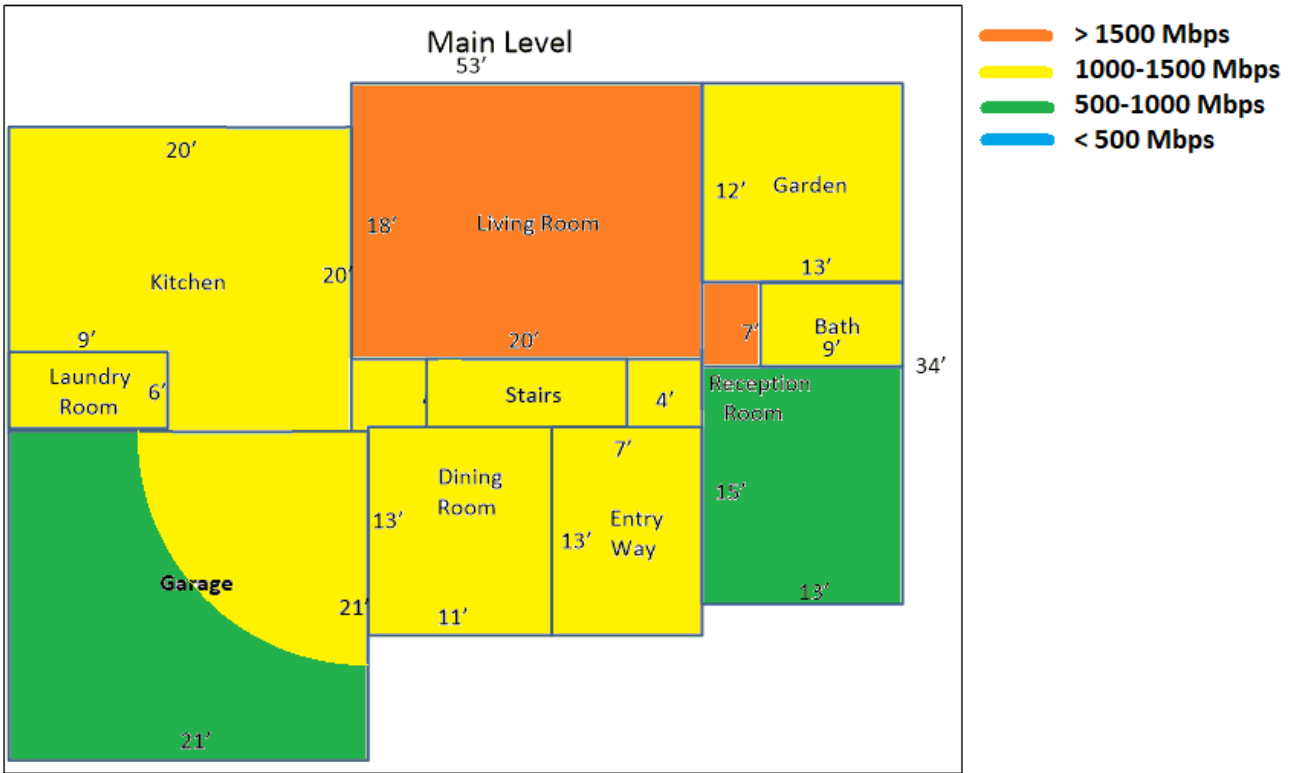 Main Level
53′
> 1500 Mbps
1000-1500 Mbps
500-1000 Mbps
< 500 Mbps
20′
Kitchen
20′
18′
Living Room
20′
12′
Garden
13′
7′
Bath
9′
34′
9′
Laundry
Room
6′
Stairs
4′
Reception
Room
15′
13′
Dining
Room
13′
11′
7′
13′
Entry
Way
Garage
21′
21′